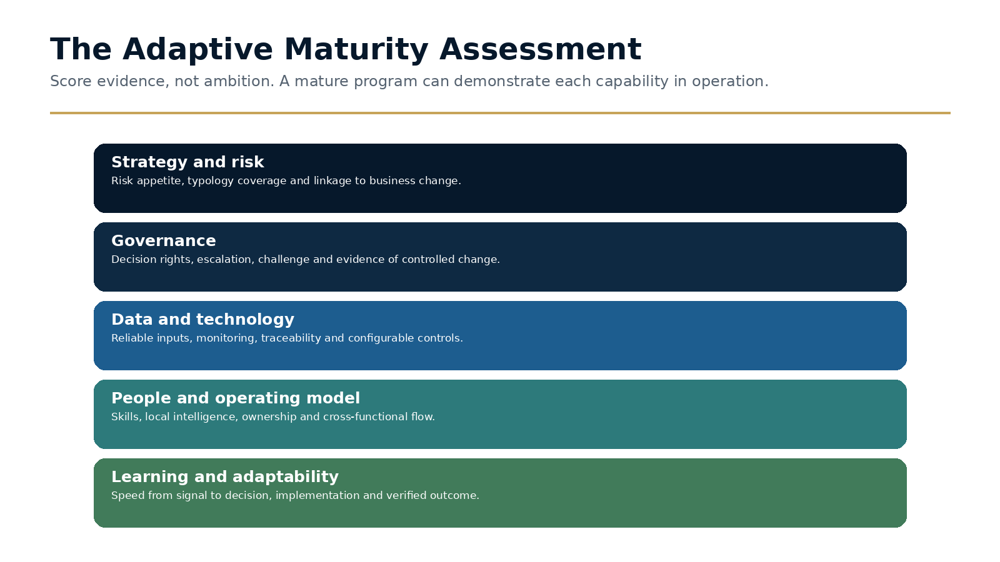 The Adaptive Maturity Assessment
Score evidence, not ambition. A mature program can demonstrate each capability in operation.
Strategy and risk
Risk appetite, typology coverage and linkage to business change.
Governance
Decision rights, escalation, challenge and evidence of controlled change.
Data and technology
Reliable inputs, monitoring, traceability and configurable controls.
People and operating model
Skills, local intelligence, ownership and cross-functional flow.
Learning and adaptability
Speed from signal to decision, implementation and verified outcome.